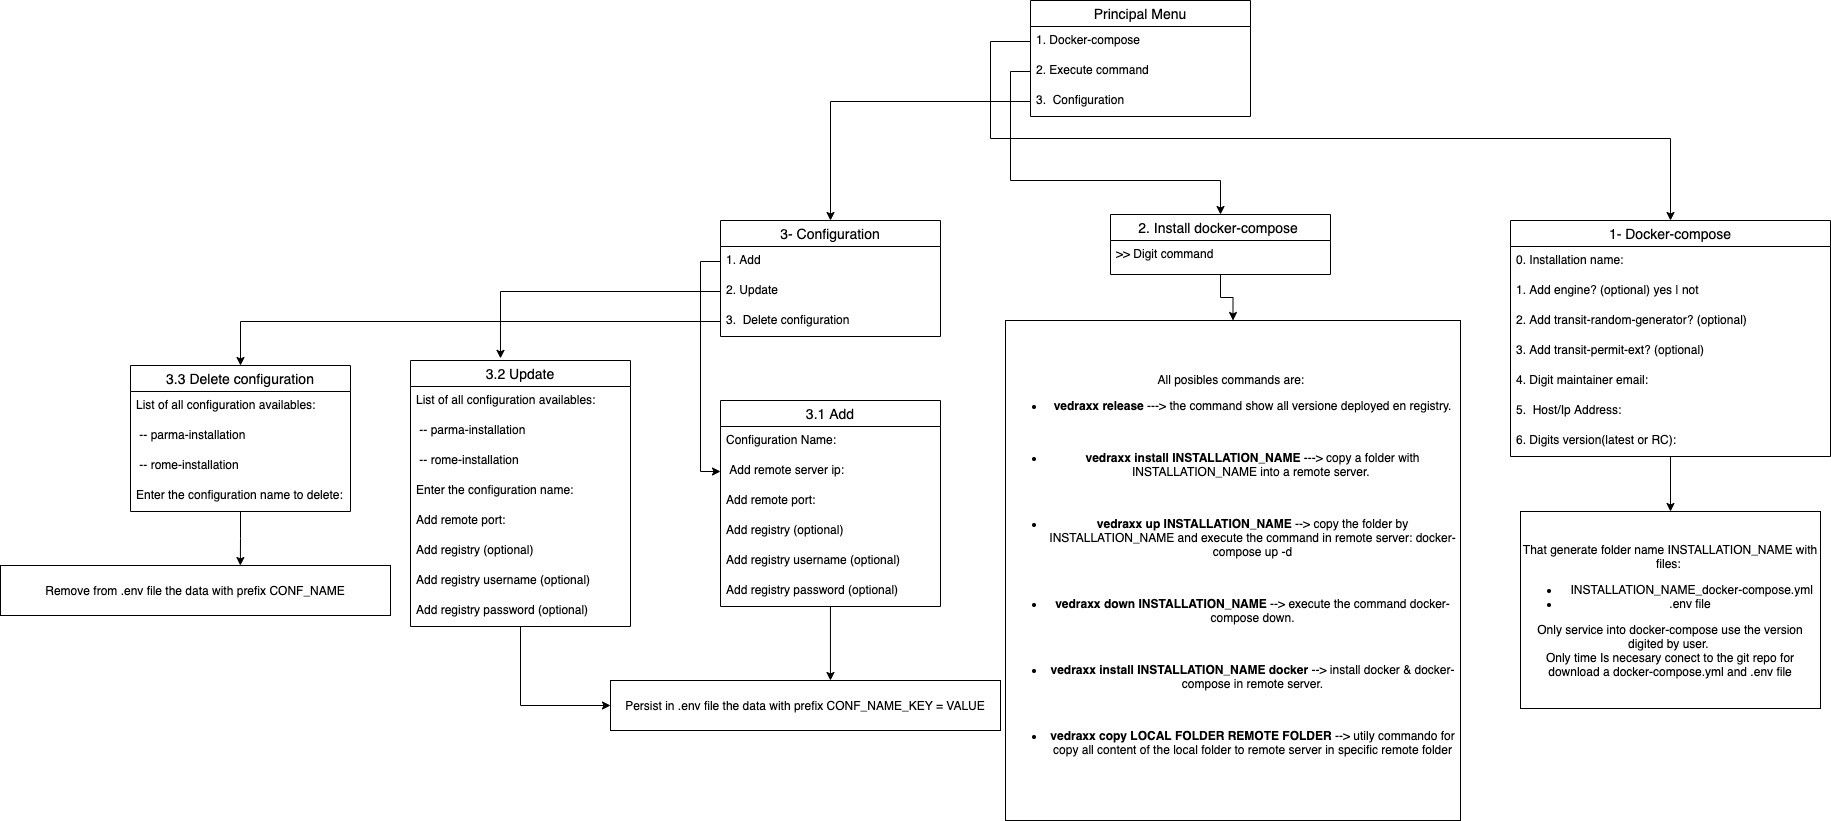 Principal Menu
1. Docker-compose
2. Execute command
3.  Configuration
3- Configuration
1. Add
2. Update
3.  Delete configuration
2. Install docker-compose
>> Digit command
1- Docker-compose
0. Installation name:
1. Add engine? (optional) yes | not
2. Add transit-random-generator? (optional)
3. Add transit-permit-ext? (optional)
4. Digit maintainer email:
5.  Host/Ip Address:
6. Digits version(latest or RC):
3.3 Delete configuration
List of all configuration availables:
-- parma-installation
-- rome-installation
Enter the configuration name to delete:
3.2 Update
List of all configuration availables:
-- parma-installation
-- rome-installation
Enter the configuration name:
Add remote port:
Add registry (optional)
Add registry username (optional)
Add registry password (optional)
3.1 Add
Configuration Name:
Add remote server ip:
Add remote port:
Add registry (optional)
Add registry username (optional)
Add registry password (optional)
Remove from .env file the data with prefix CONF_NAME
Persist in .env file the data with prefix CONF_NAME_KEY = VALUE
All posibles commands are:
• vedraxx release ---> the command show all versione deployed en registry.
• vedraxx install INSTALLATION_NAME ---> copy a folder with
INSTALLATION_NAME into a remote server.
• vedraxx up INSTALLATION_NAME --> copy the folder by
INSTALLATION_NAME and execute the command in remote server: docker-
compose up -d
• vedraxx down INSTALLATION_NAME --> execute the command docker-
compose down.
• vedraxx install INSTALLATION_NAME docker --> install docker & docker-
compose in remote server.
• vedraxx copy LOCAL FOLDER REMOTE FOLDER --> utily commando for
copy all content of the local folder to remote server in specific remote folder
That generate folder name INSTALLATION_NAME with
files:
• INSTALLATION_NAME_docker-compose.yml
• .env file
Only service into docker-compose use the version
digited by user.
Only time Is necesary conect to the git repo for
download a docker-compose.yml and .env file